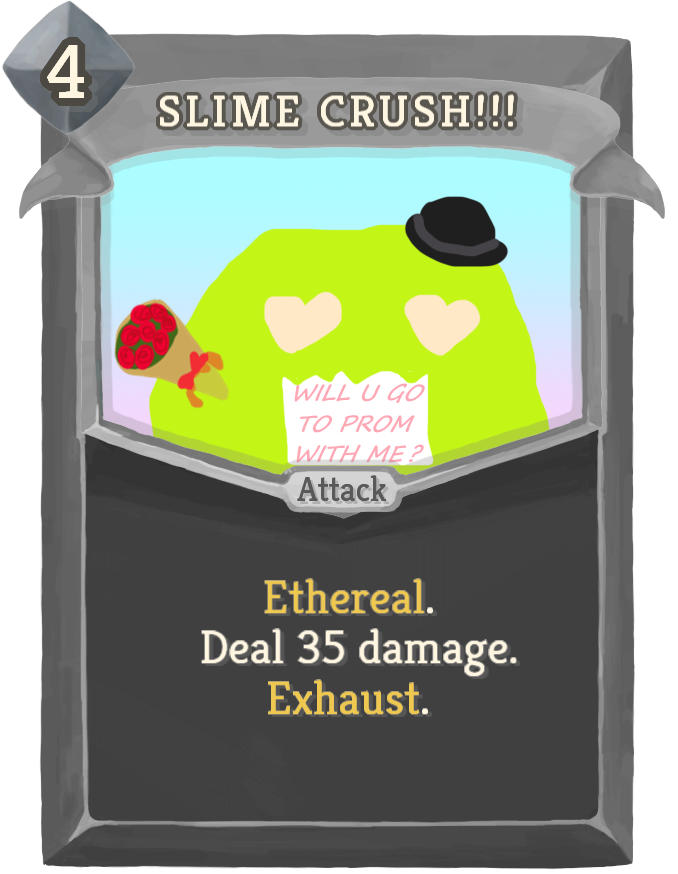 4
SLIME CRUSH!!!
WILL U GO
TO PROM
WITH ME?
Attack
Ethereal.
Deal 35 damage.
Exhaust.